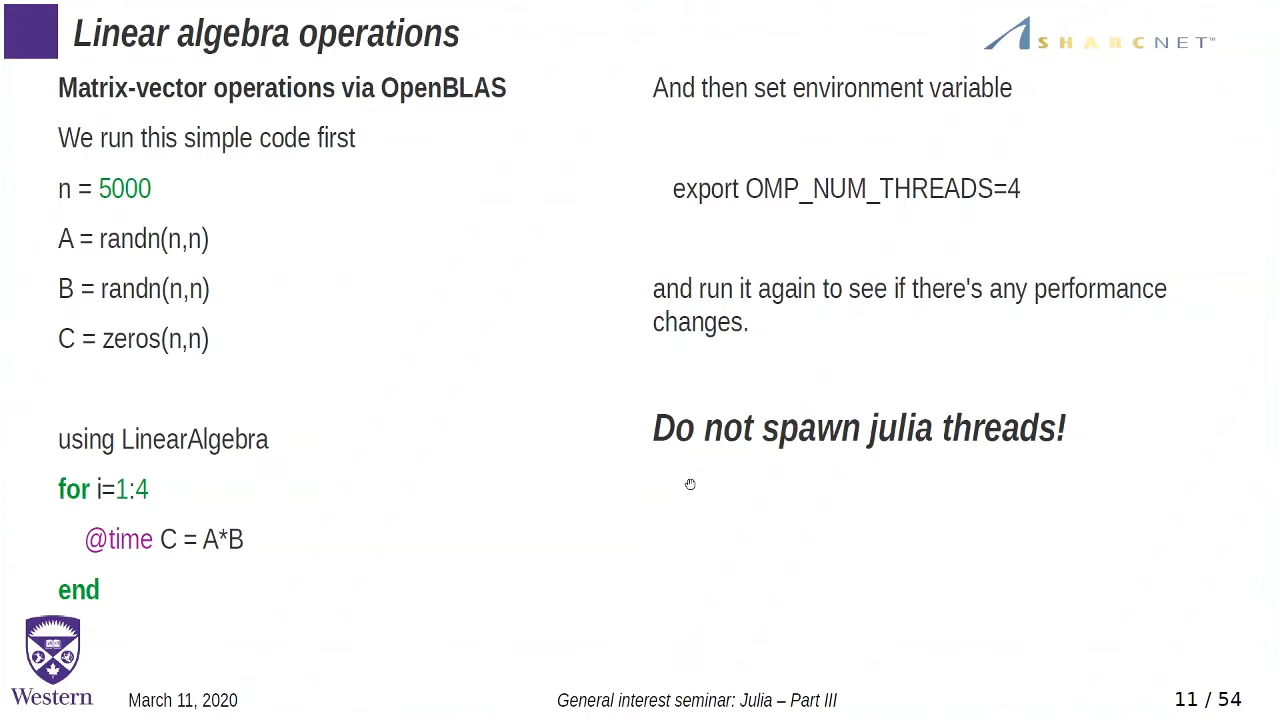 Linear algebra operations
SHARCNET™
Matrix-vector operations via OpenBLAS
We run this simple code first
n = 5000
A = randn(n,n)
B = randn(n,n)
C = zeros(n,n)
using LinearAlgebra
for i=1:4
@time C = A*B
end
And then set environment variable
export OMP_NUM_THREADS=4
and run it again to see if there's any performance
changes.
Do not spawn julia threads!
Western
March 11, 2020
General interest seminar: Julia – Part III
11 / 54